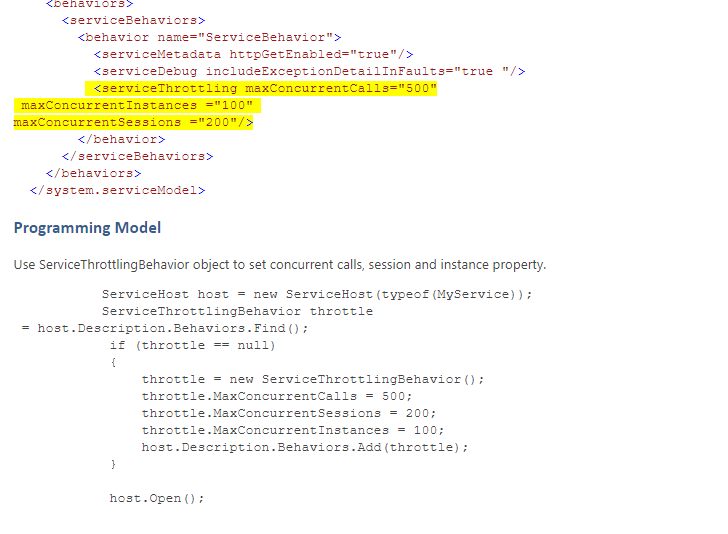 <behaviors>
<serviceBehaviors>
<behavior name="ServiceBehavior">
<serviceMetadata httpGetEnabled="true"/>
<serviceDebug includeExceptionDetailInFaults="true "/>
<serviceThrottling maxConcurrentCalls="500"
maxConcurrentInstances ="100"
maxConcurrentSessions ="200"/>
</behavior>
</serviceBehaviors>
</behaviors>
</system.serviceModel>
Programming Model
Use ServiceThrottlingBehavior object to set concurrent calls, session and instance property.
ServiceHost host = new ServiceHost(typeof(MyService));
ServiceThrottlingBehavior throttle
= host.Description.Behaviors.Find();
if (throttle == null)
{
throttle = new ServiceThrottlingBehavior();
throttle.MaxConcurrentCalls = 500;
throttle.MaxConcurrentSessions = 200;
throttle.MaxConcurrentInstances = 100;
host.Description.Behaviors.Add(throttle);
}
host.Open();